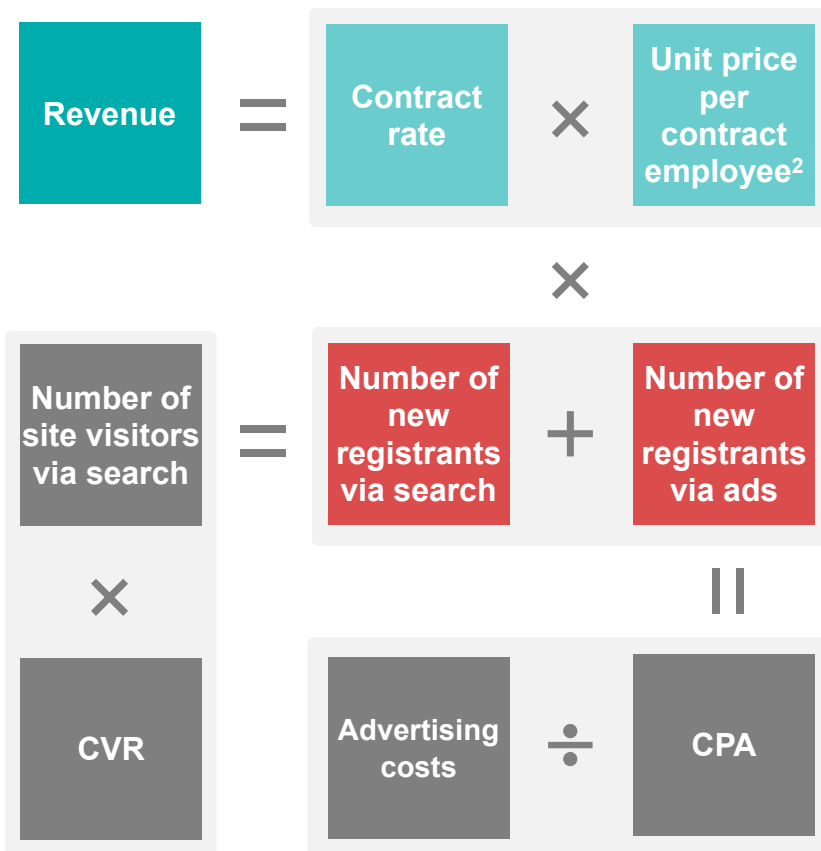 Revenue
=
Contract
rate
×
Unit price
per
contract
employee²
×
Number of
site visitors
via search
=
Number of
new
registrants
via search
+
Number of
new
registrants
via ads
×
=
CVR
Advertising
costs
÷
CPA